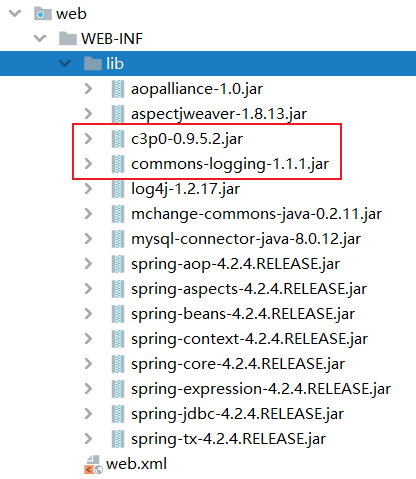 web
WEB-INF
lib
aopalliance-1.0.jar
aspectjweaver-1.8.13.jar
c3p0-0.9.5.2.jar
commons-logging-1.1.1.jar
log4j-1.2.17.jar
mchange-commons-java-0.2.11.jar
mysql-connector-java-8.0.12.jar
spring-aop-4.2.4.RELEASE.jar
spring-aspects-4.2.4.RELEASE.jar
spring-beans-4.2.4.RELEASE.jar
spring-context-4.2.4.RELEASE.jar
spring-core-4.2.4.RELEASE.jar
spring-expression-4.2.4.RELEASE.jar
spring-jdbc-4.2.4.RELEASE.jar
spring-tx-4.2.4.RELEASE.jar
web.xml